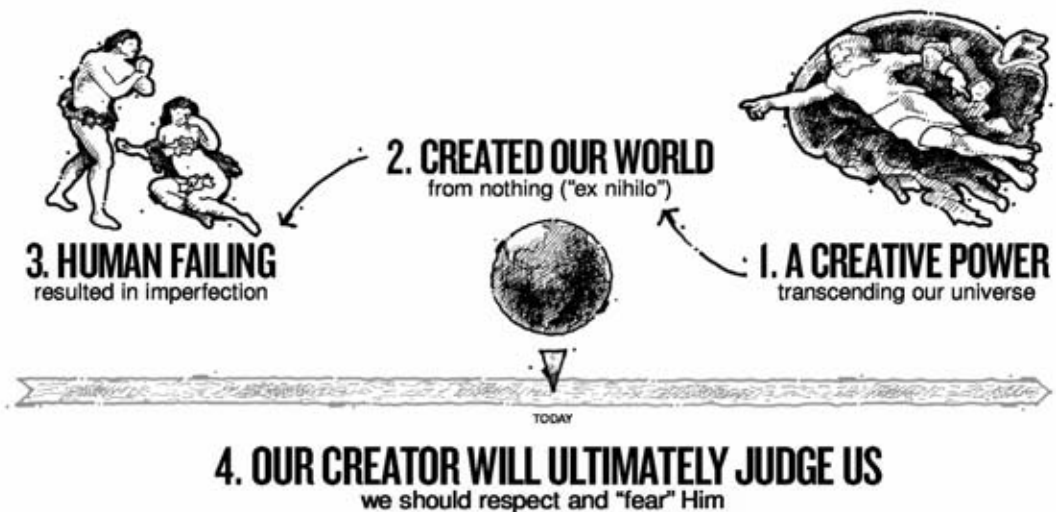 1. A CREATIVE POWER
transcending our universe
2. CREATED OUR WORLD
from nothing ("ex nihilo")
3. HUMAN FAILING
resulted in imperfection
TODAY
4. OUR CREATOR WILL ULTIMATELY JUDGE US
we should respect and "fear" Him